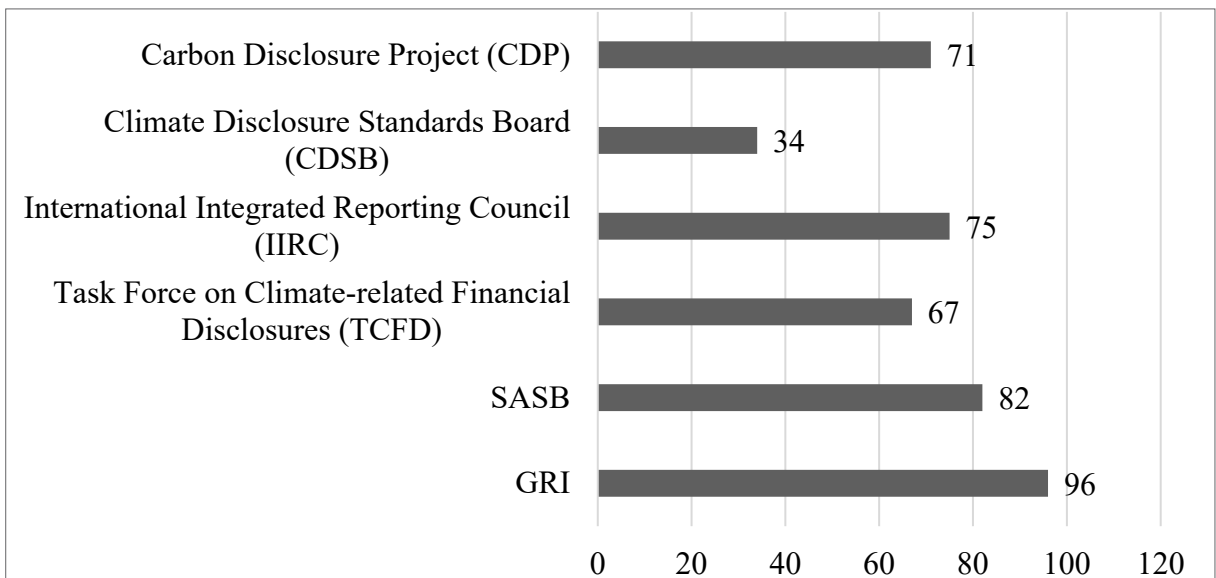 Carbon Disclosure Project (CDP)
71
Climate Disclosure Standards Board
(CDSB)
34
International Integrated Reporting Council
(IIRC)
75
Task Force on Climate-related Financial
Disclosures (TCFD)
67
SASB
82
GRI
96
0 20 40 60 80 100 120